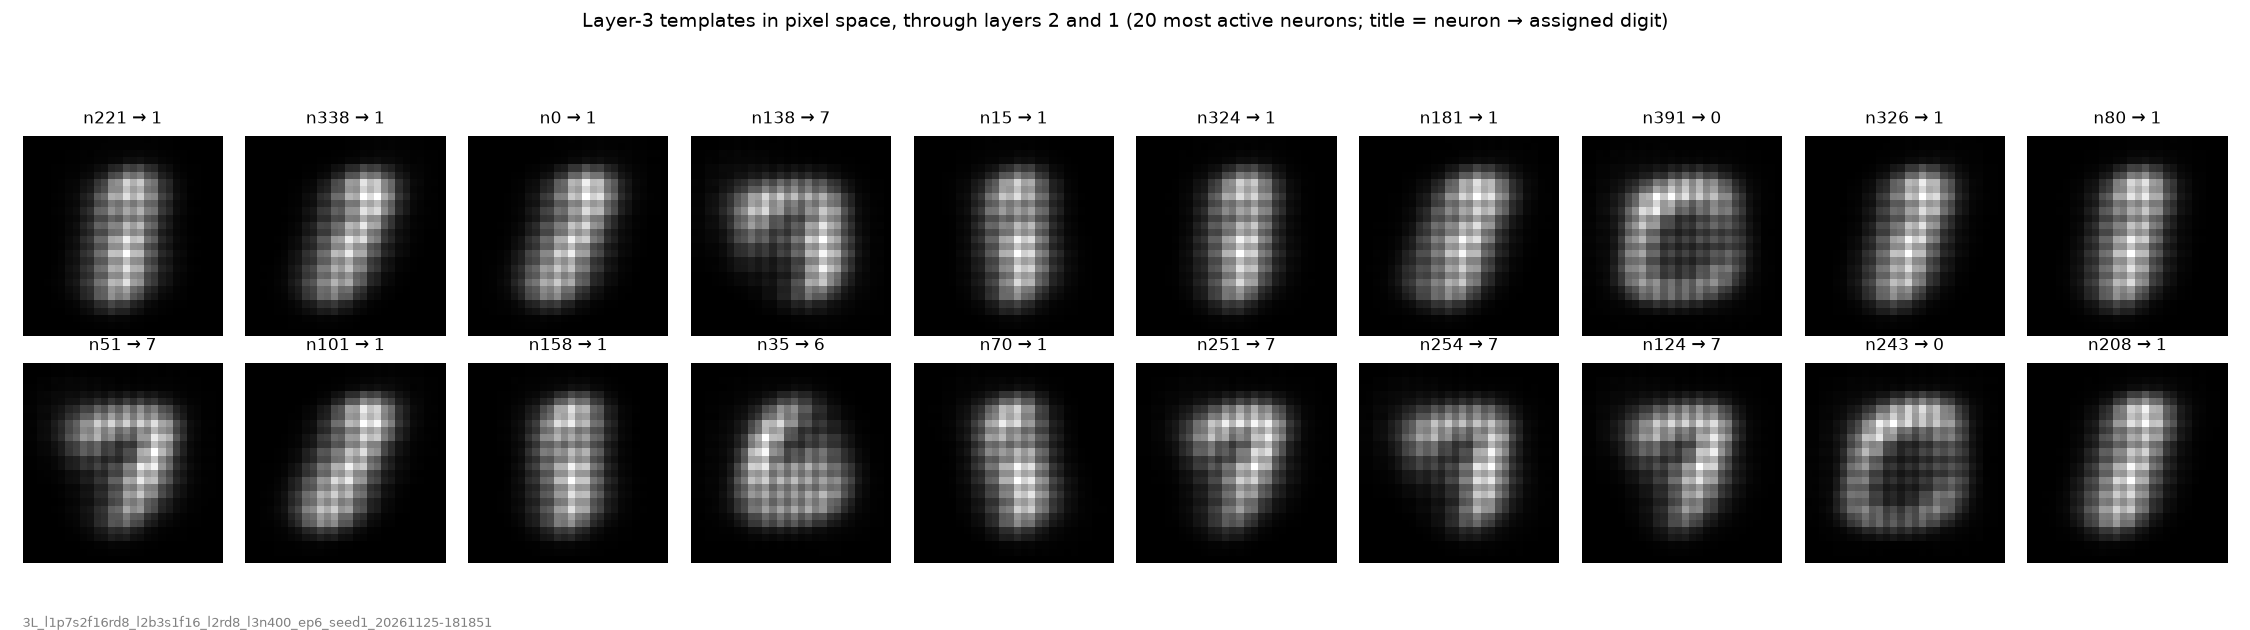 Layer-3 templates in pixel space, through layers 2 and 1 (20 most active neurons; title = neuron → assigned digit)
n221 → 1 n338 → 1 n0 → 1 n138 → 7 n15 → 1 n324 → 1 n181 → 1 n391 → 0 n326 → 1 n80 → 1
n51 → 7 n101 → 1 n158 → 1 n35 → 6 n70 → 1 n251 → 7 n254 → 7 n124 → 7 n243 → 0 n208 → 1
3L_l1p7s2f16rd8_l2b3s1f16_l2rd8_l3n400_ep6_seed1_20261125-181851